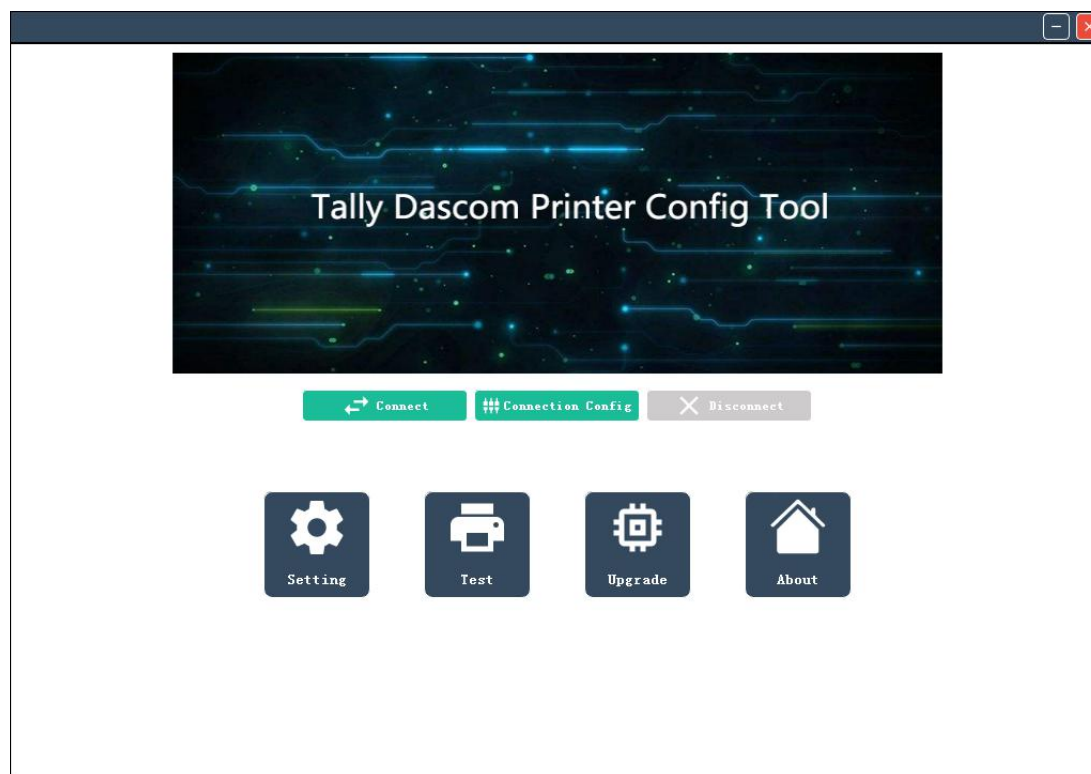 Tally Dascom Printer Config Tool
Connect Connection Config Disconnect
Setting Test Upgrade About